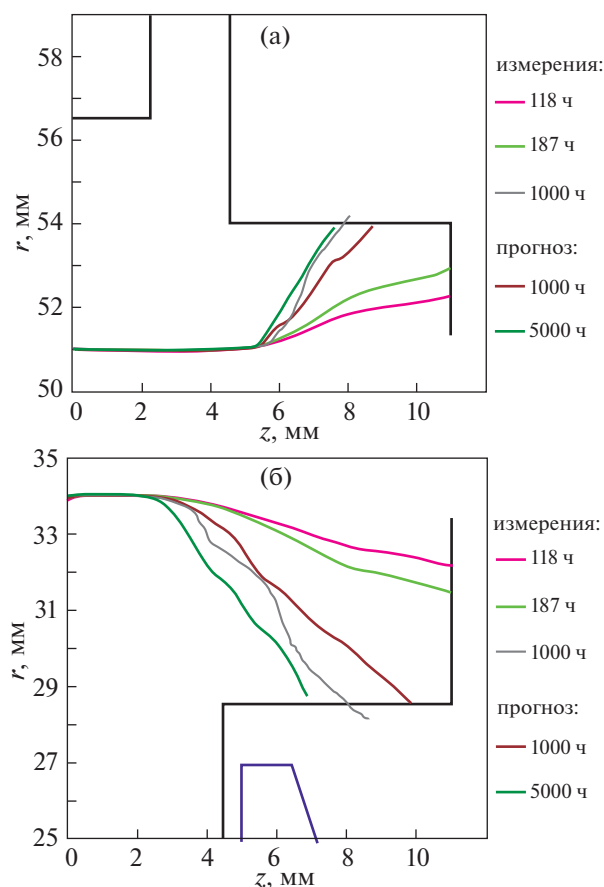 (а)
58
56
54
52
50
r, мм
0
2
4
6
8
10
z, мм
измерения:
118 ч
187 ч
1000 ч
прогноз:
1000 ч
5000 ч
(б)
35
33
31
29
27
25
r, мм
0
2
4
6
8
10
z, мм
измерения:
118 ч
187 ч
1000 ч
прогноз:
1000 ч
5000 ч